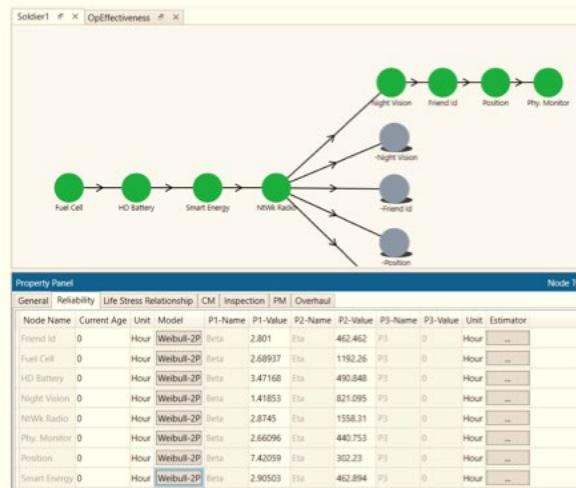 Soldier1 OpEffectiveness
Night Vision Friend Id Position Phy. Monitor
-Night Vision
Fuel Cell HD Battery Smart Energy NtWk Radio -Friend Id
-Position
Property Panel Node
General Reliability Life Stress Relationship CM Inspection PM Overhaul
Node Name Current Age Unit Model P1-Name P1-Value P2-Name P2-Value P3-Name P3-Value Unit Estimator
Friend Id 0 Hour Weibull-2P Beta 2.801 Eta 462.462 P3 0 Hour ...
Fuel Cell 0 Hour Weibull-2P Beta 2.68937 Eta 1192.26 P3 0 Hour ...
HD Battery 0 Hour Weibull-2P Beta 3.47168 Eta 490.848 P3 0 Hour ...
Night Vision 0 Hour Weibull-2P Beta 1.41853 Eta 821.095 P3 0 Hour ...
NtWk Radio 0 Hour Weibull-2P Beta 2.8745 Eta 1558.31 P3 0 Hour ...
Phy. Monitor 0 Hour Weibull-2P Beta 2.66096 Eta 440.753 P3 0 Hour ...
Position 0 Hour Weibull-2P Beta 7.42059 Eta 302.23 P3 0 Hour ...
Smart Energy 0 Hour Weibull-2P Beta 2.90503 Eta 462.894 P3 0 Hour ...